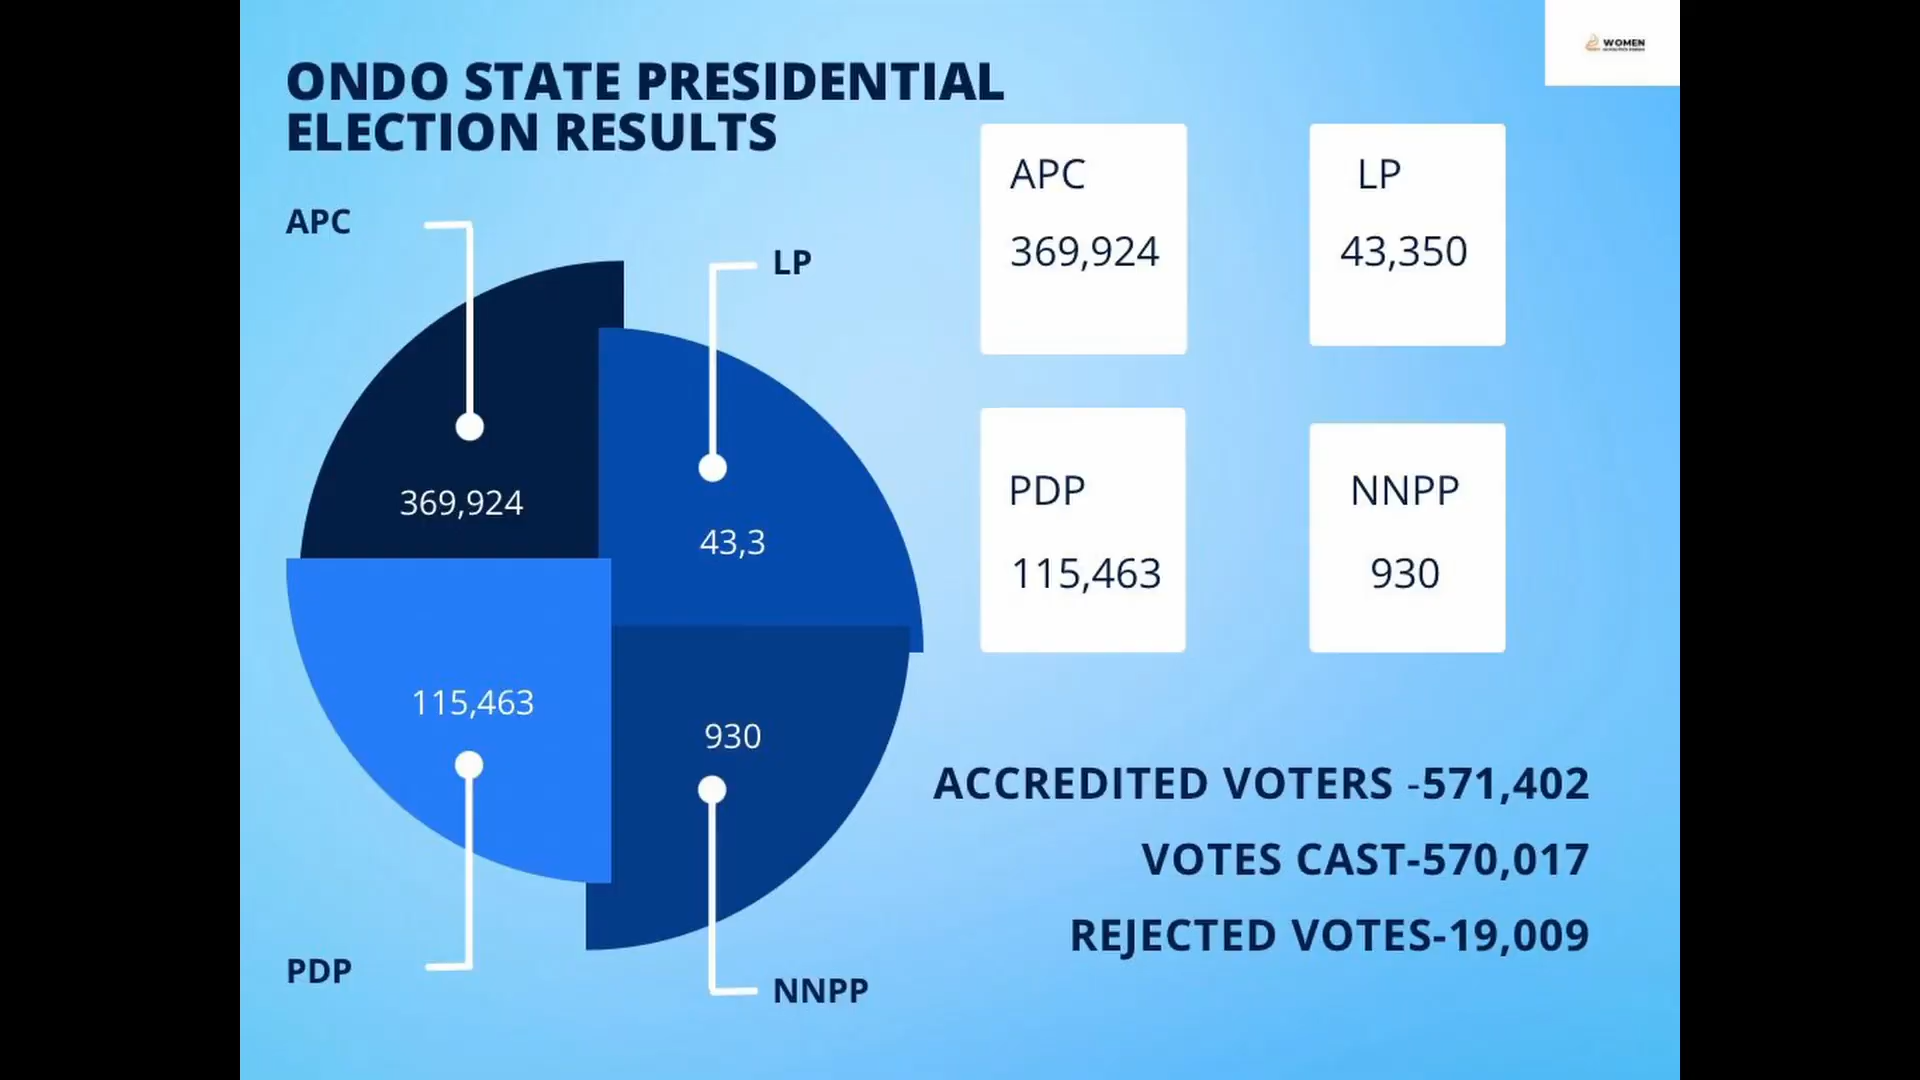 WOMEN
ONDO STATE PRESIDENTIAL
ELECTION RESULTS
APC
LP
369,924
43,3
115,463
930
PDP
NNPP
APC
369,924
LP
43,350
PDP
115,463
NNPP
930
ACCREDITED VOTERS -571,402
VOTES CAST-570,017
REJECTED VOTES-19,009